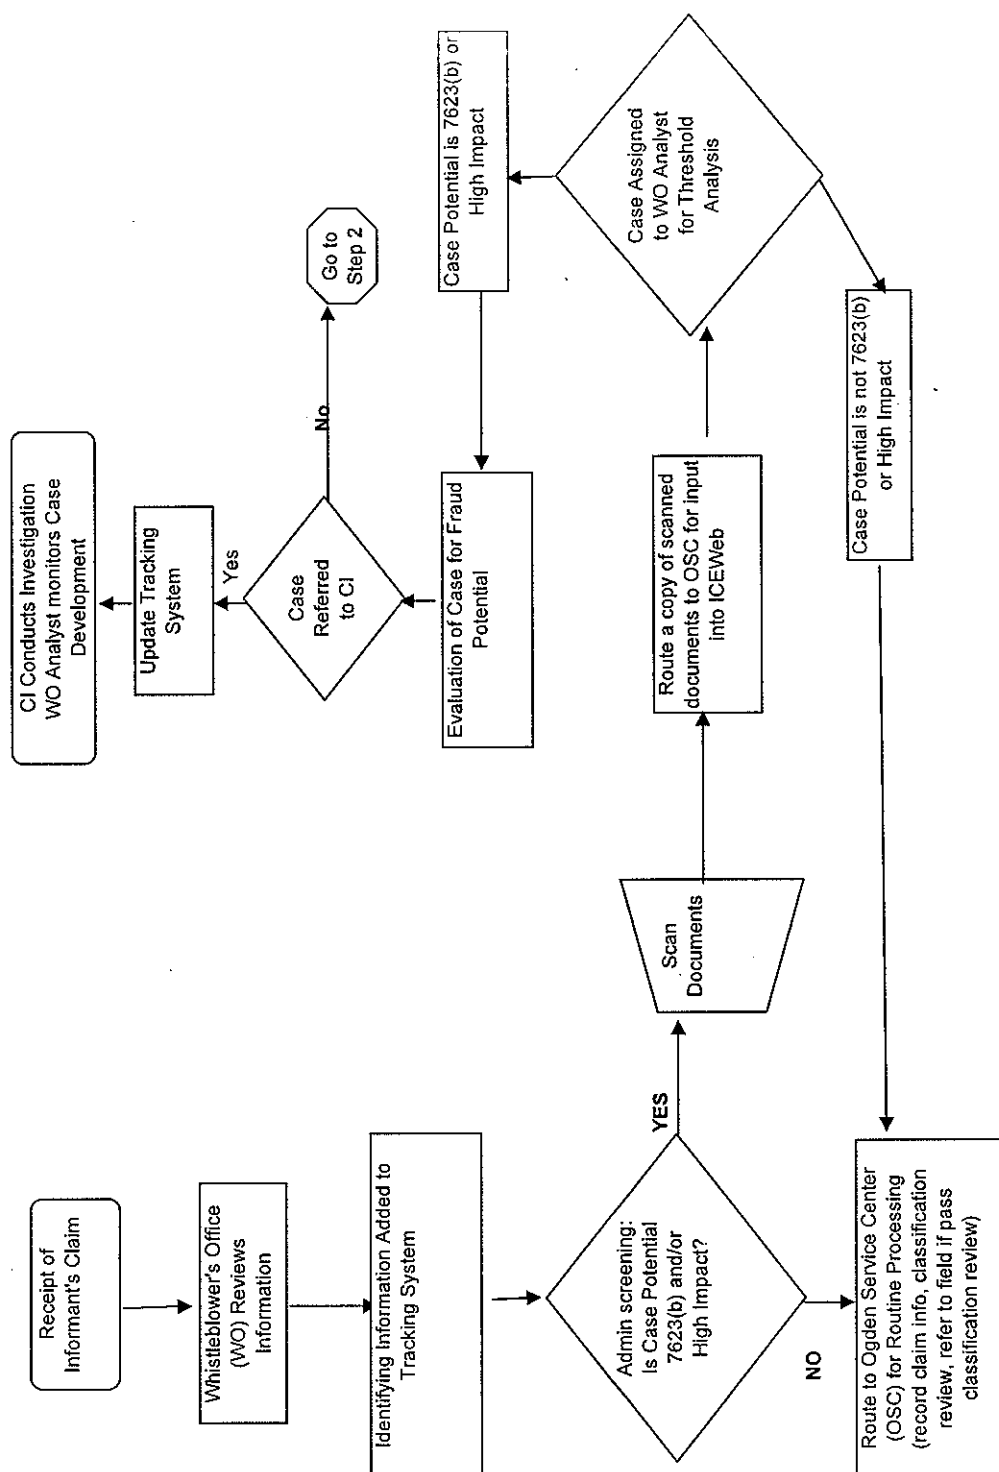 Receipt of
Informant's Claim
Whistleblower's Office
(WO) Reviews
Information
Identifying Information Added to
Tracking System
Admin screening:
Is Case Potential
7623(b) and/or
High Impact?
NO
Route to Ogden Service Center
(OSC) for Routine Processing
(record claim info, classification
review, refer to field if pass
classification review)
YES
Scan
Documents
Route a copy of scanned
documents to OSC for input
into ICEWeb
Case Assigned
to WO Analyst
for Threshold
Analysis
Case Potential is not 7623(b)
or High Impact
Case Potential is 7623(b) or
High Impact
Evaluation of Case for Fraud
Potential
Case
Referred
to CI
No
Go to
Step 2
Yes
Update Tracking
System
CI Conducts Investigation
WO Analyst monitors Case
Development